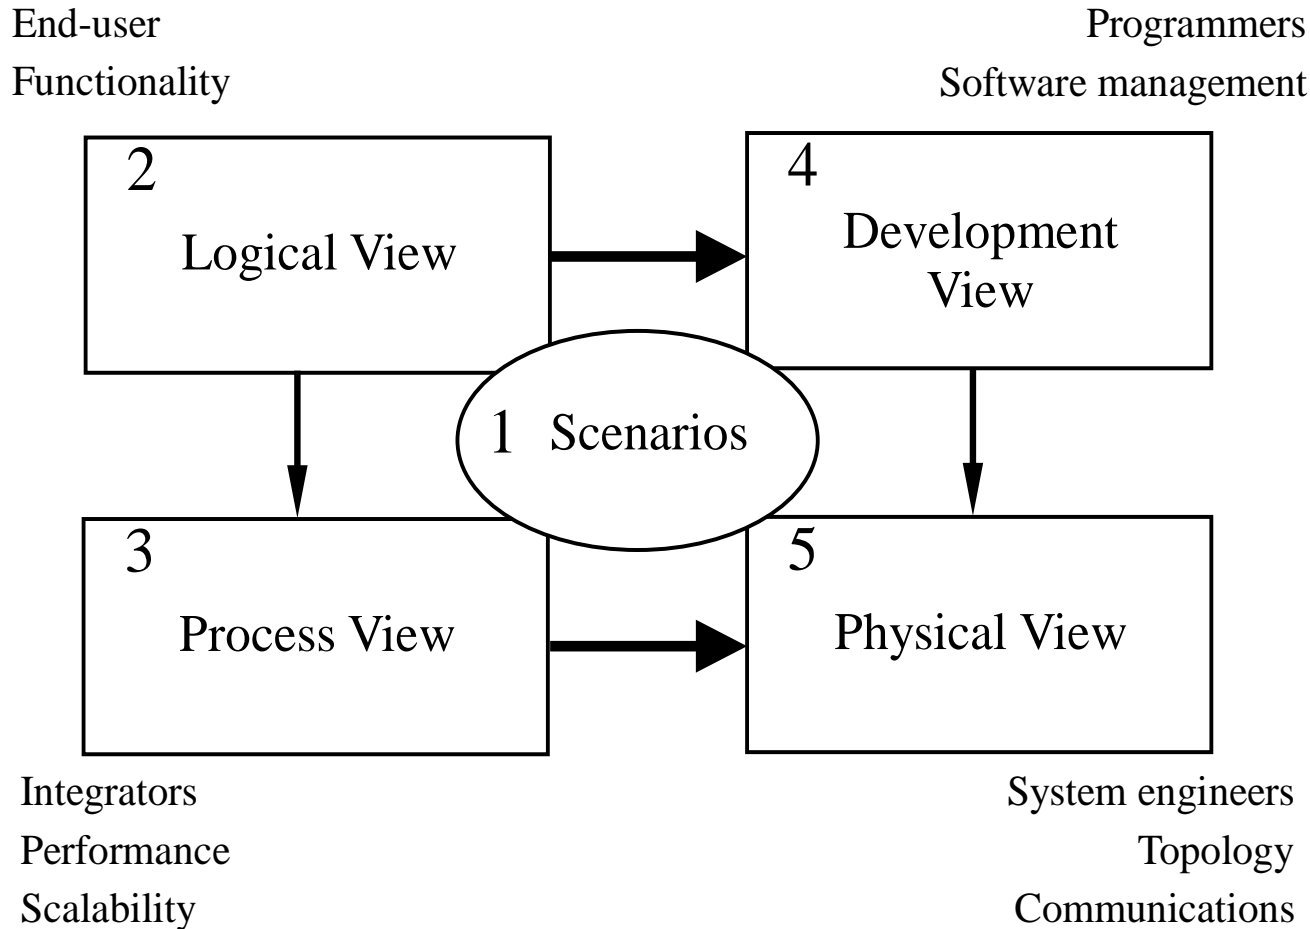 End-user
Functionality
Programmers
Software management
2
Logical View
4
Development
View
1 Scenarios
3
Process View
5
Physical View
Integrators
Performance
Scalability
System engineers
Topology
Communications